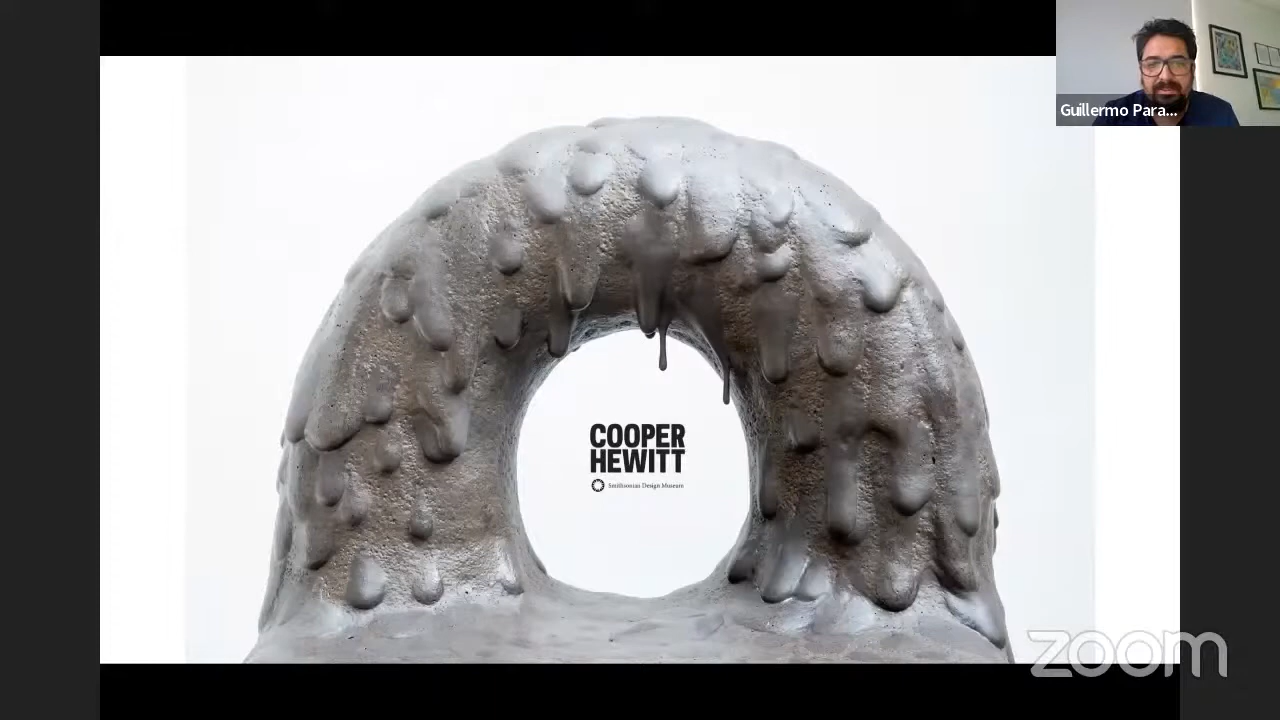 Guillermo Para...
COOPER
HEWITT
Smithsonian Design Museum
zoom